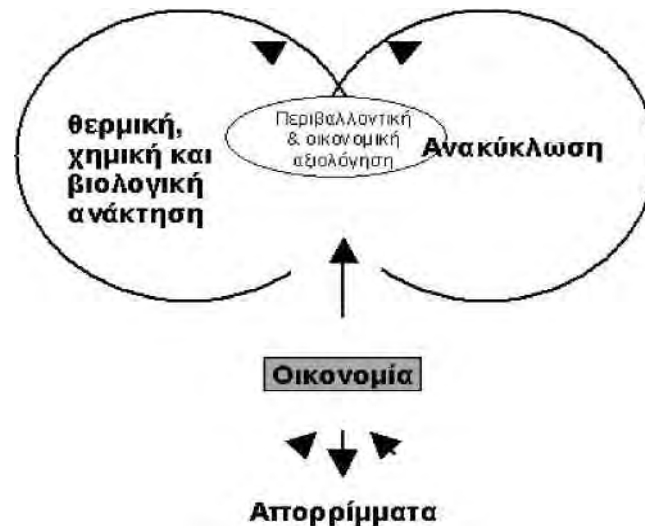 Περιβαλλοντική
& οικονομική
αξιολόγηση
θερμική,
χημική και
βιολογική
ανάκτηση
Ανακύκλωση
Οικονομία
Απορρίμματα